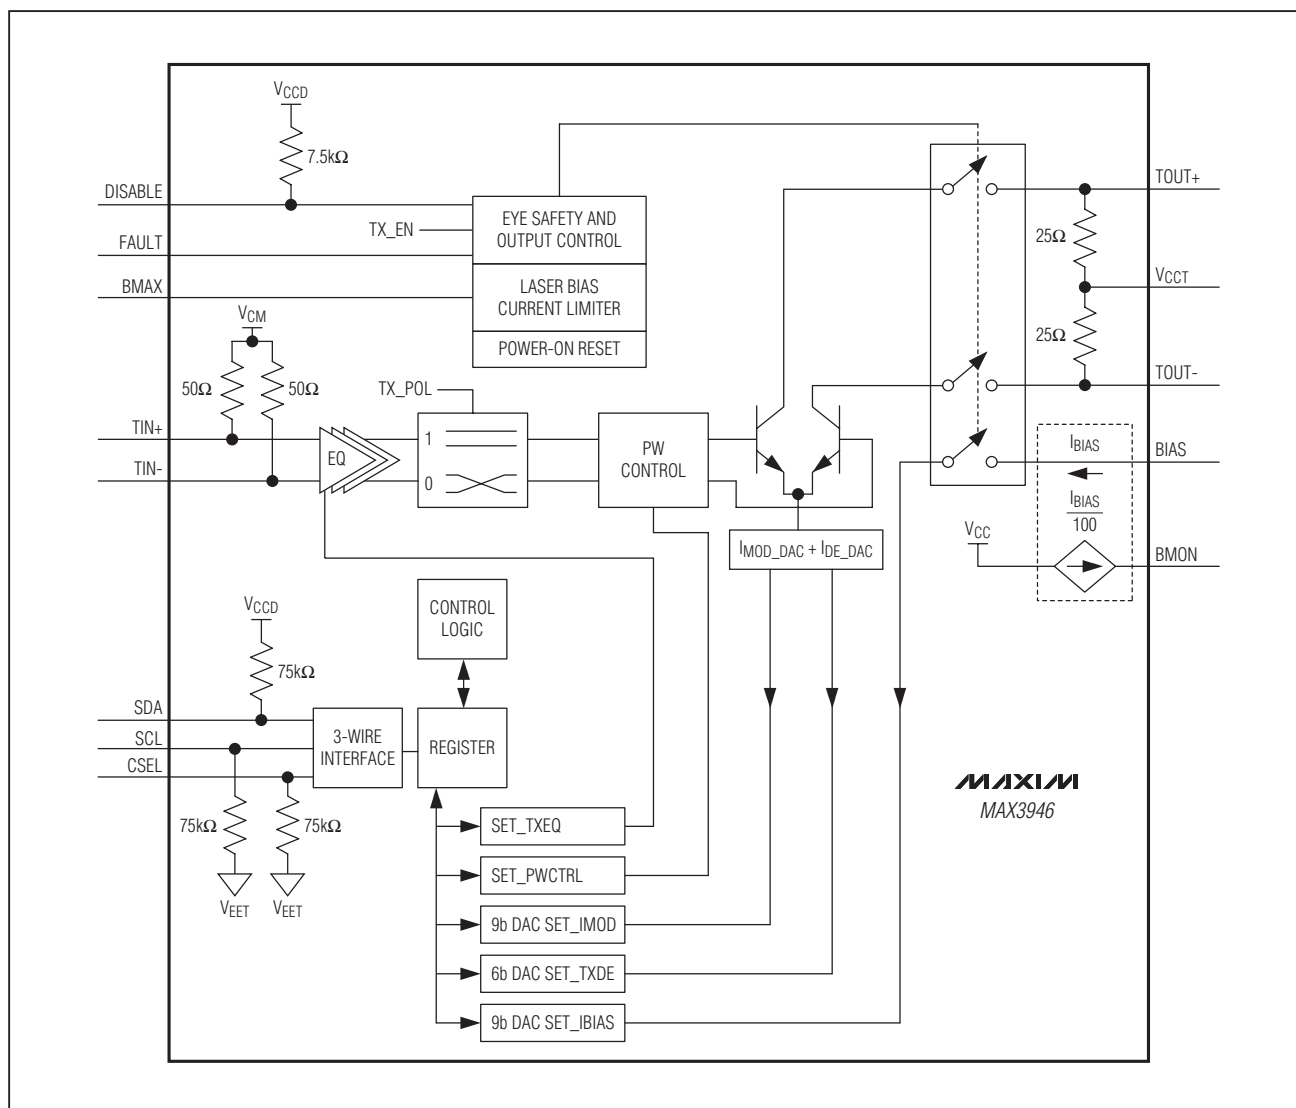 VCCD
7.5kΩ
DISABLE
TX_EN
EYE SAFETY AND
OUTPUT CONTROL
FAULT
BMAX
LASER BIAS
CURRENT LIMITER
POWER-ON RESET
VCM
50Ω
50Ω
TIN+
TIN-
EQ
TX_POL
1
0
PW
CONTROL
IMOD_DAC + IDE_DAC
TOUT+
25Ω
VCCT
25Ω
TOUT-
IBIAS
BIAS
IBIAS
100
VCC
BMON
CONTROL
LOGIC
VCCD
75kΩ
SDA
SCL
CSEL
3-WIRE
INTERFACE
REGISTER
75kΩ
75kΩ
VEET
VEET
SET_TXEQ
SET_PWCTRL
9b DAC SET_IMOD
6b DAC SET_TXDE
9b DAC SET_IBIAS
MAXIM
MAX3946